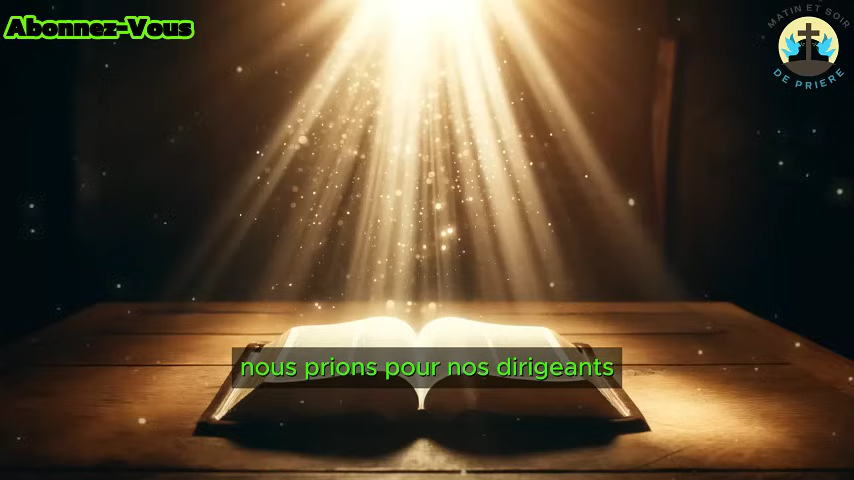 Abonnez-Vous
MATIN ET SOIR
DE PRIERE
nous prions pour nos dirigeants